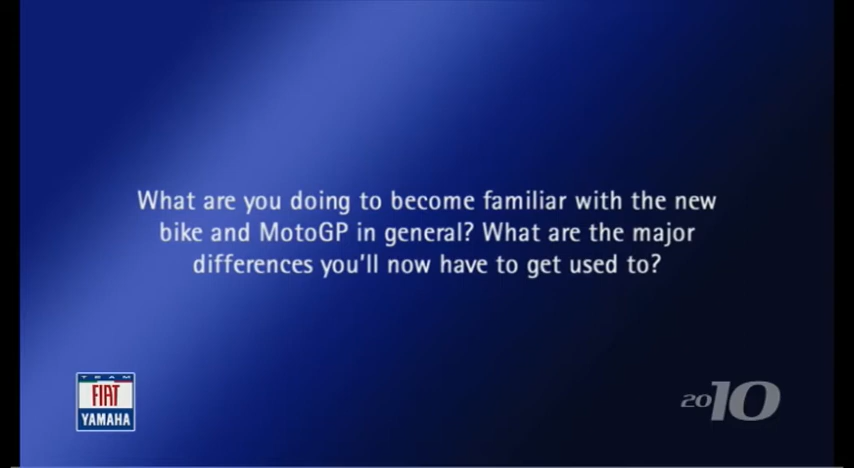 What are you doing to become familiar with the new
bike and MotoGP in general? What are the major
differences you'll now have to get used to?
TEAM
FIAT
YAMAHA
2010